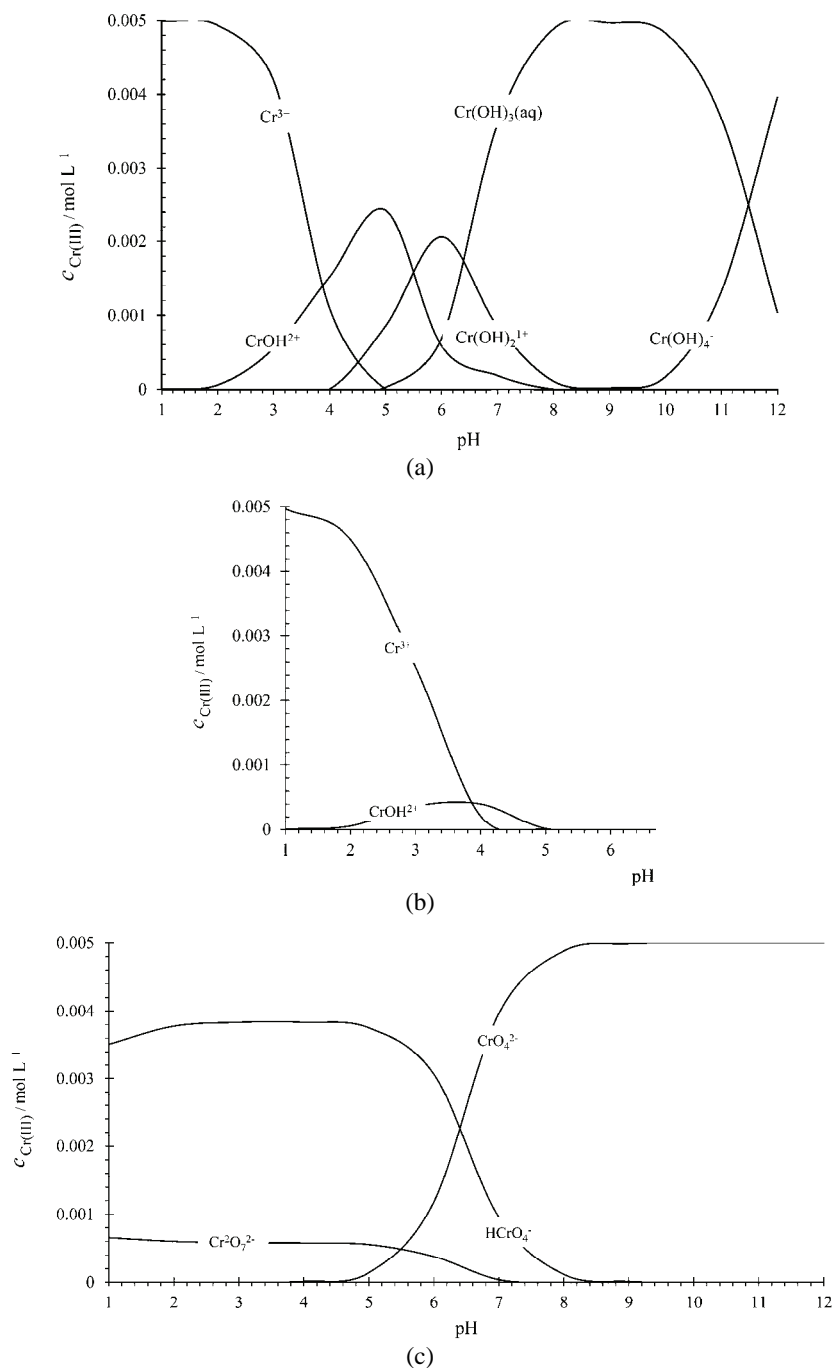 0.005
0.004
0.003
0.002
0.001
0
c Cr(III) / mol L⁻¹
Cr³⁺
Cr(OH)₃(aq)
CrOH²⁺
Cr(OH)₂¹⁺
Cr(OH)₄⁻
1 2 3 4 5 6 7 8 9 10 11 12
pH
(a)
0.005
0.004
0.003
0.002
0.001
0
c Cr(III) / mol L⁻¹
Cr³⁺
CrOH²⁺
1 2 3 4 5 6
pH
(b)
0.005
0.004
0.003
0.002
0.001
0
c Cr(III) / mol L⁻¹
CrO₄²⁻
Cr²O₇²⁻
HCrO₄⁻
1 2 3 4 5 6 7 8 9 10 11 12
pH
(c)